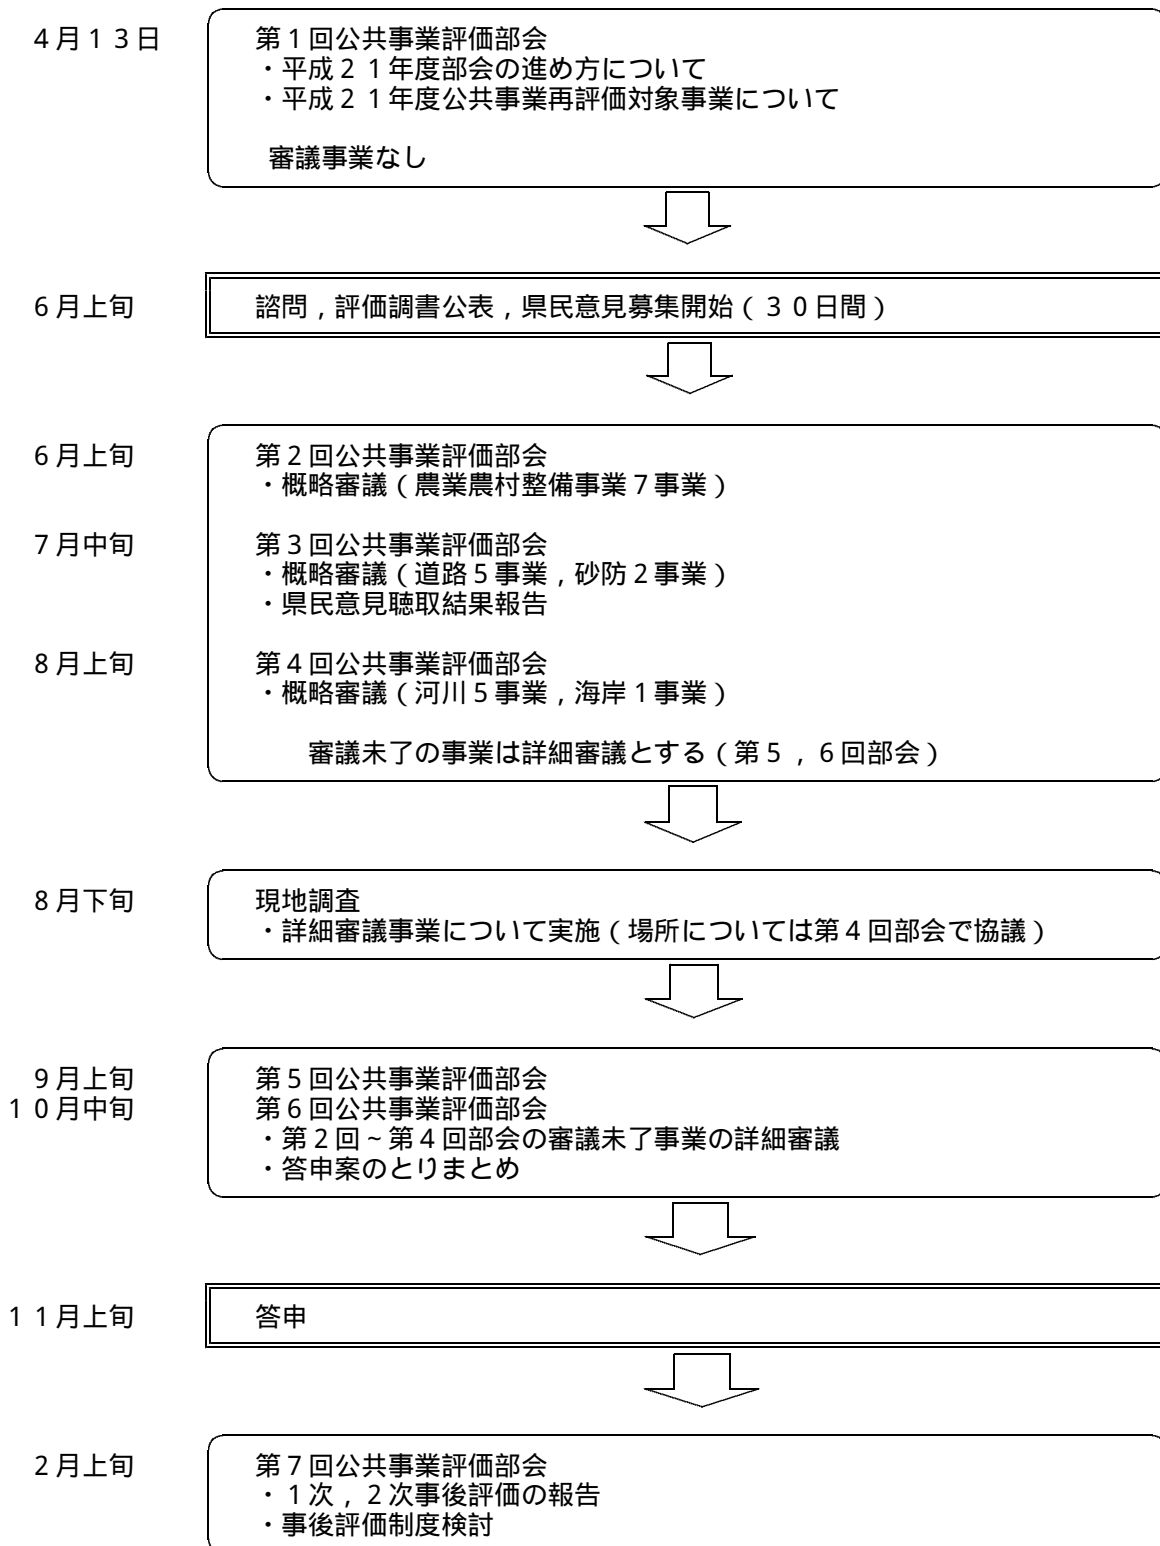 ４月１３日　第１回公共事業評価部会
・平成２１年度部会の進め方について
・平成２１年度公共事業再評価対象事業について
審議事業なし
６月上旬　諮問，評価調書公表，県民意見募集開始（３０日間）
６月上旬　第２回公共事業評価部会
・概略審議（農業農村整備事業７事業）
７月中旬　第３回公共事業評価部会
・概略審議（道路５事業，砂防２事業）
・県民意見聴取結果報告
８月上旬　第４回公共事業評価部会
・概略審議（河川５事業，海岸１事業）
審議未了の事業は詳細審議とする（第５，６回部会）
８月下旬　現地調査
・詳細審議事業について実施（場所については第４回部会で協議）
９月上旬　第５回公共事業評価部会
１０月中旬　第６回公共事業評価部会
・第２回~第４回部会の審議未了事業の詳細審議
・答申案のとりまとめ
１１月上旬　答申
２月上旬　第７回公共事業評価部会
・１次，２次事後評価の報告
・事後評価制度検討